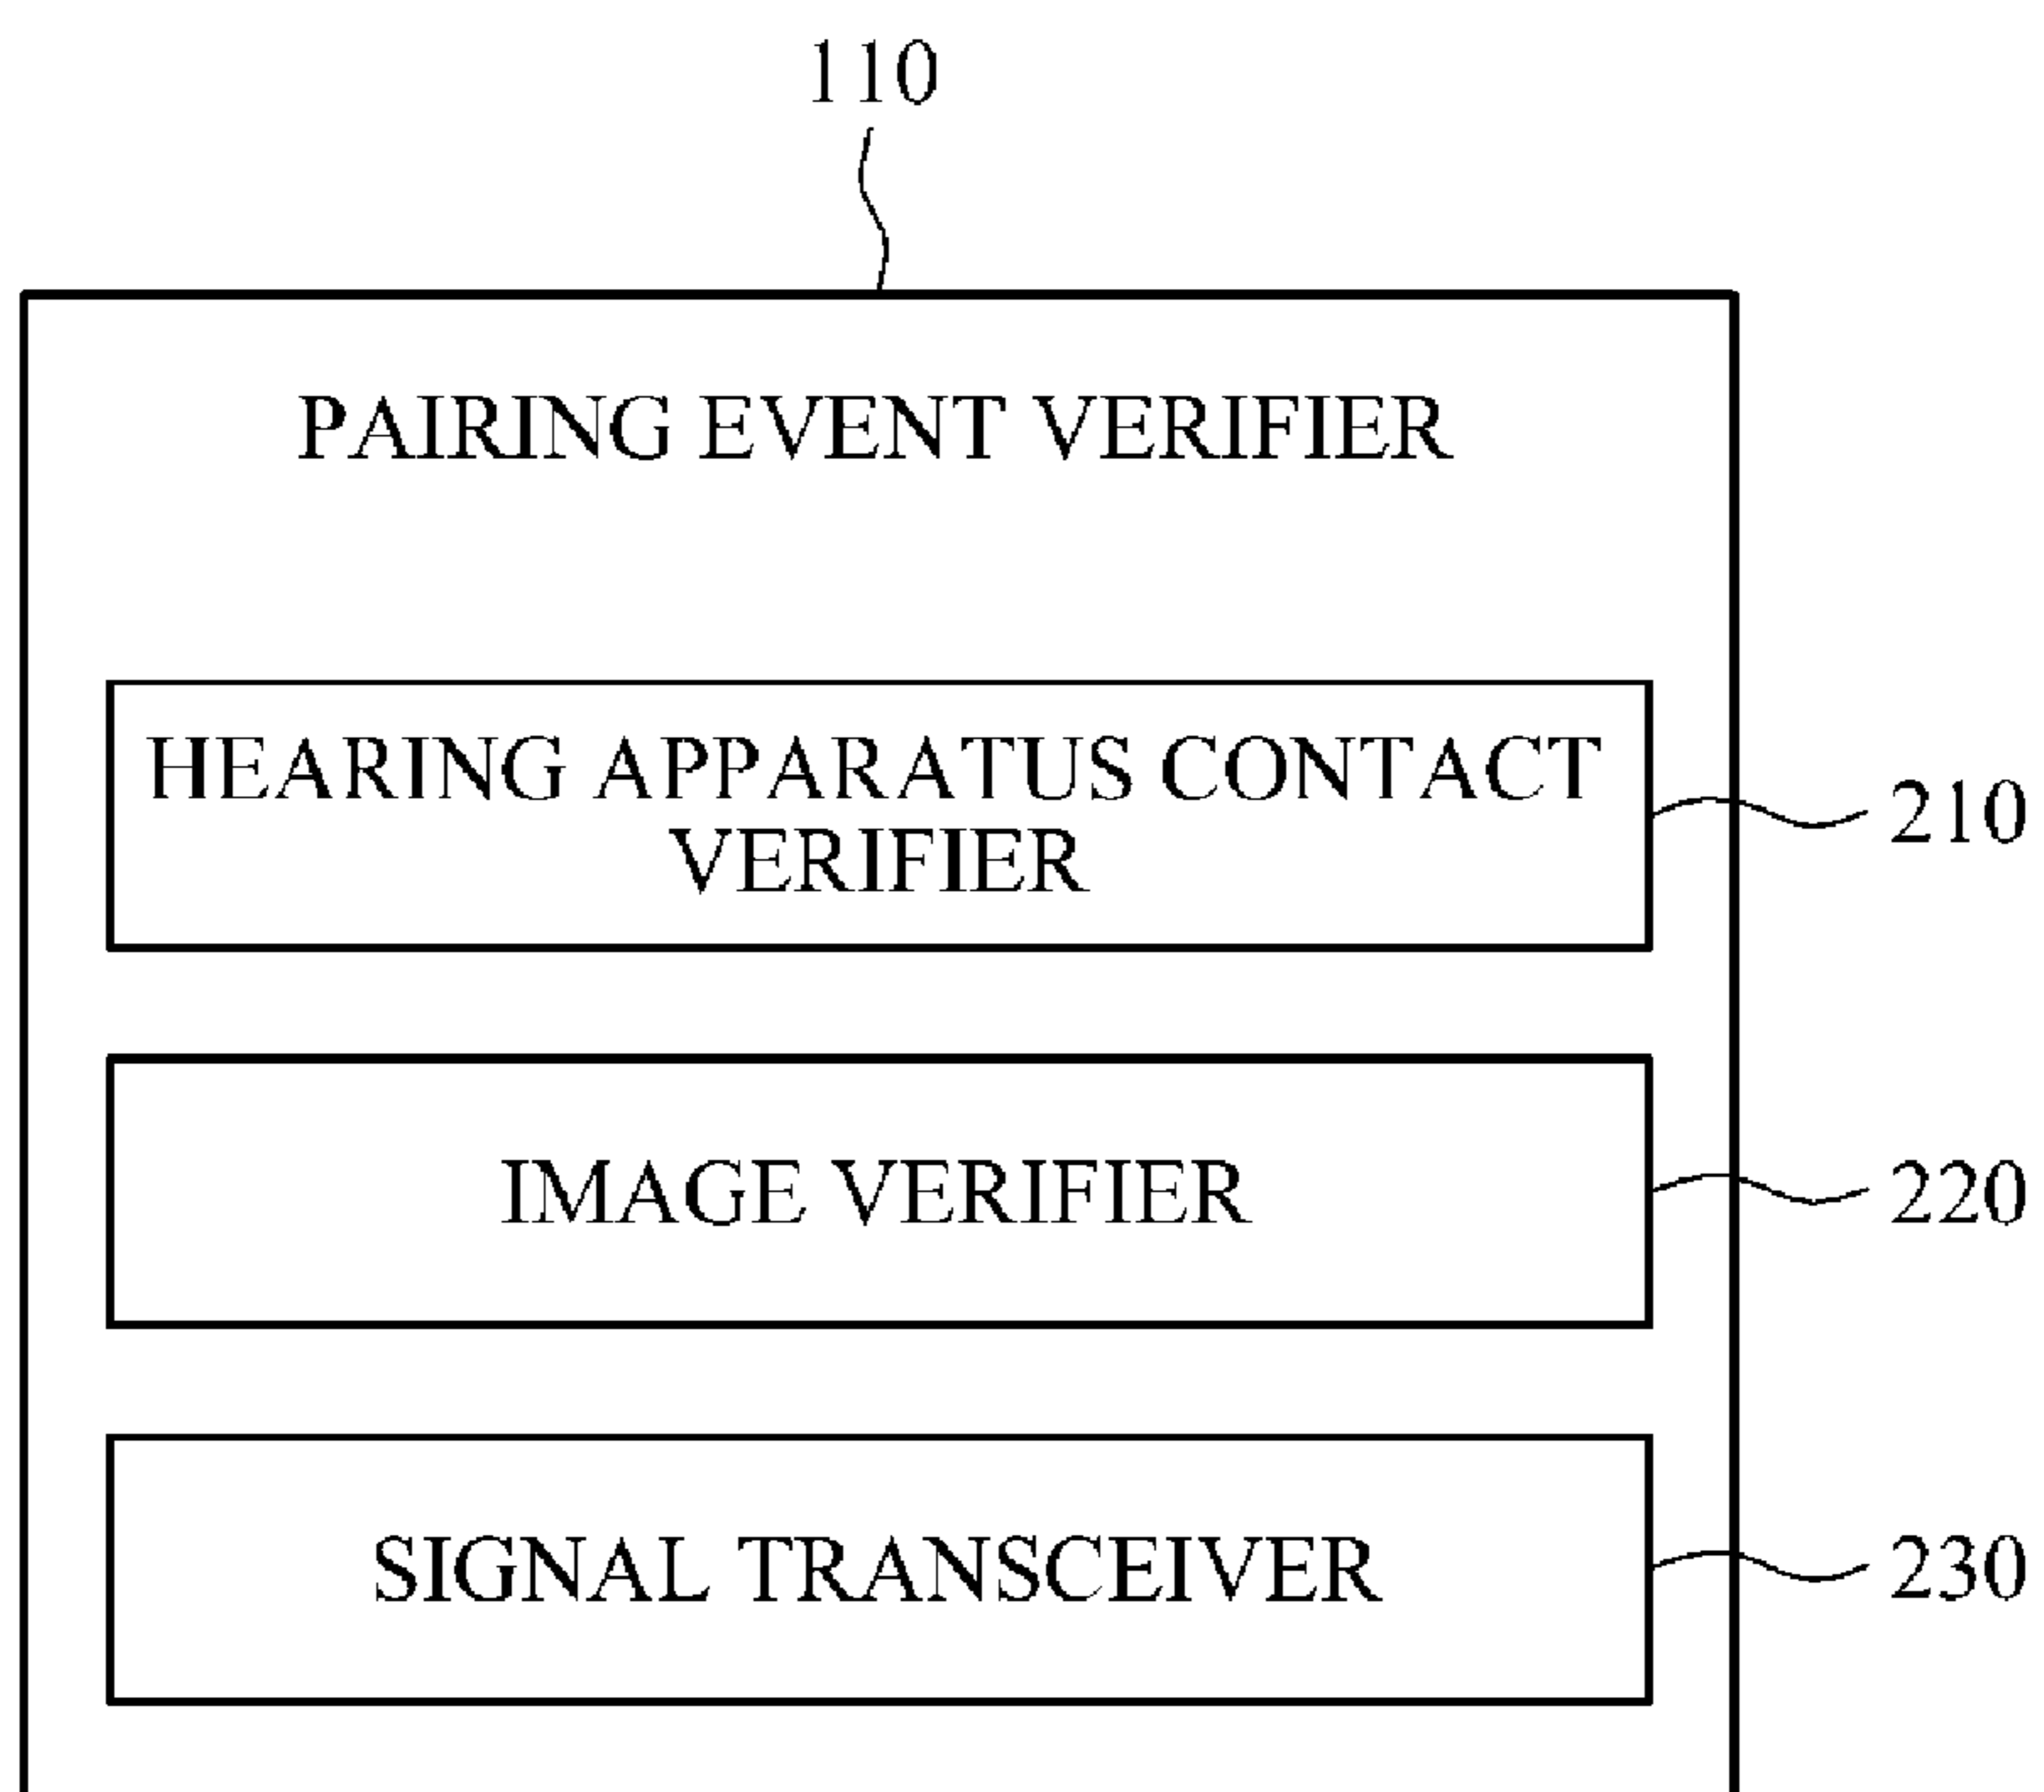 110
PAIRING EVENT VERIFIER
HEARING APPARATUS CONTACT
VERIFIER
210
IMAGE VERIFIER
220
SIGNAL TRANSCEIVER
230